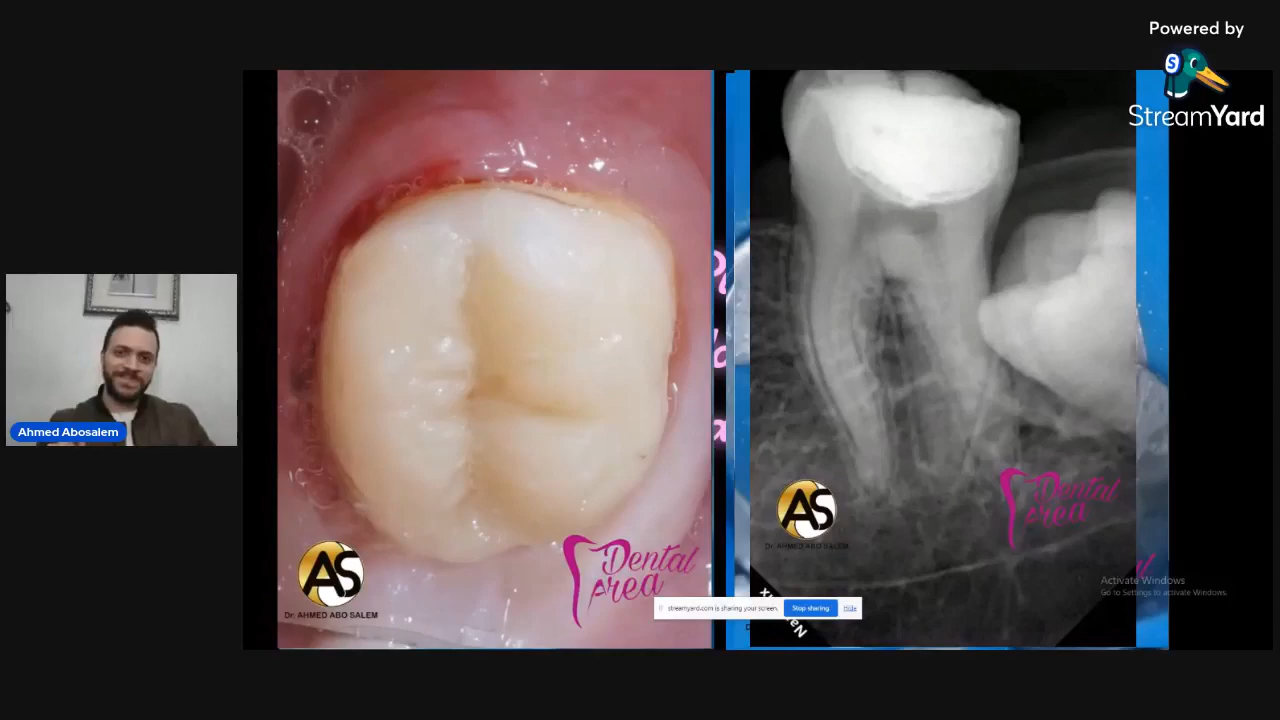 Powered by
StreamYard
Ahmed Abosalem
AS
Dr. AHMED ABO SALEM
Dental
Area
AS
Dr. AHMED ABO SALEM
Dental
Area
streamyard.com is sharing your screen.
Stop sharing
Hide
Activate Windows
Go to Settings to activate Windows.